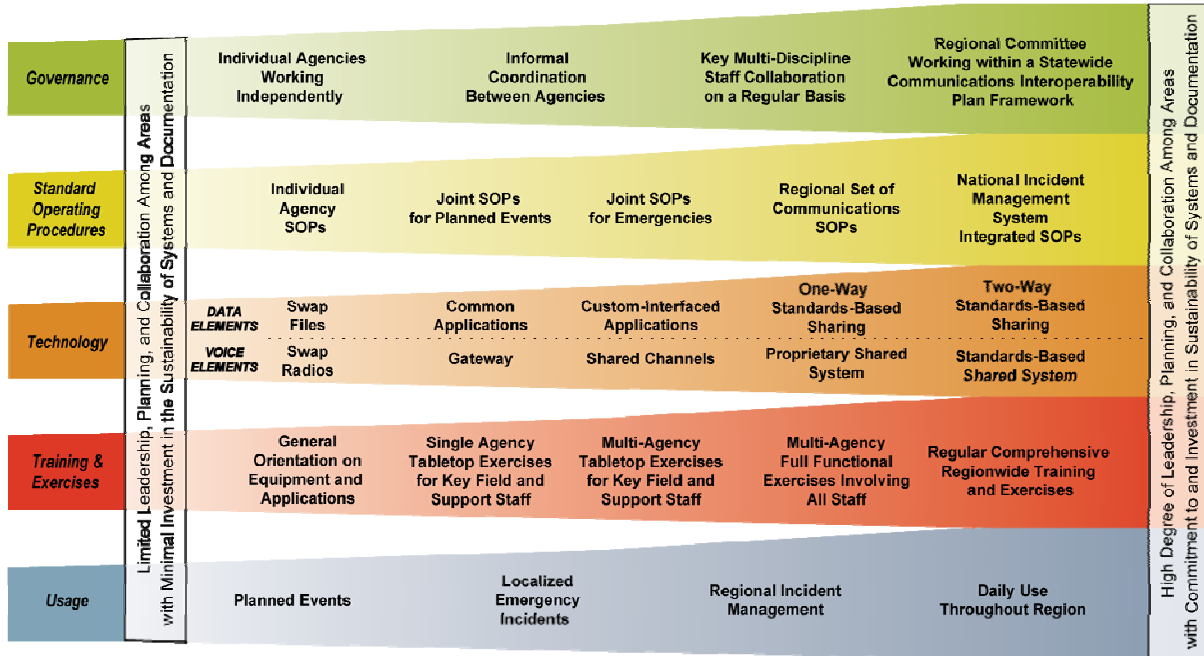 Governance
Limited Leadership, Planning, and Collaboration Among Areas
with Minimal Investment in the Sustainability of Systems and Documentation
Individual Agencies
Working
Independently
Informal
Coordination
Between Agencies
Key Multi-Discipline
Staff Collaboration
on a Regular Basis
Regional Committee
Working within a Statewide
Communications Interoperability
Plan Framework
Standard
Operating
Procedures
Individual
Agency
SOPs
Joint SOPs
for Planned Events
Joint SOPs
for Emergencies
Regional Set of
Communications
SOPs
National Incident
Management
System
Integrated SOPs
Technology
DATA
ELEMENTS
Swap
Files
Common
Applications
Custom-Interfaced
Applications
One-Way
Standards-Based
Sharing
Two-Way
Standards-Based
Sharing
VOICE
ELEMENTS
Swap
Radios
Gateway
Shared Channels
Proprietary Shared
System
Standards-Based
Shared System
Training &
Exercises
General
Orientation on
Equipment and
Applications
Single Agency
Tabletop Exercises
for Key Field and
Support Staff
Multi-Agency
Tabletop Exercises
for Key Field and
Support Staff
Multi-Agency
Full Functional
Exercises Involving
All Staff
Regular Comprehensive
Regionwide Training
and Exercises
Usage
Planned Events
Localized
Emergency
Incidents
Regional Incident
Management
Daily Use
Throughout Region
High Degree of Leadership, Planning, and Collaboration Among Areas
with Commitment to and Investment in Sustainability of Systems and Documentation